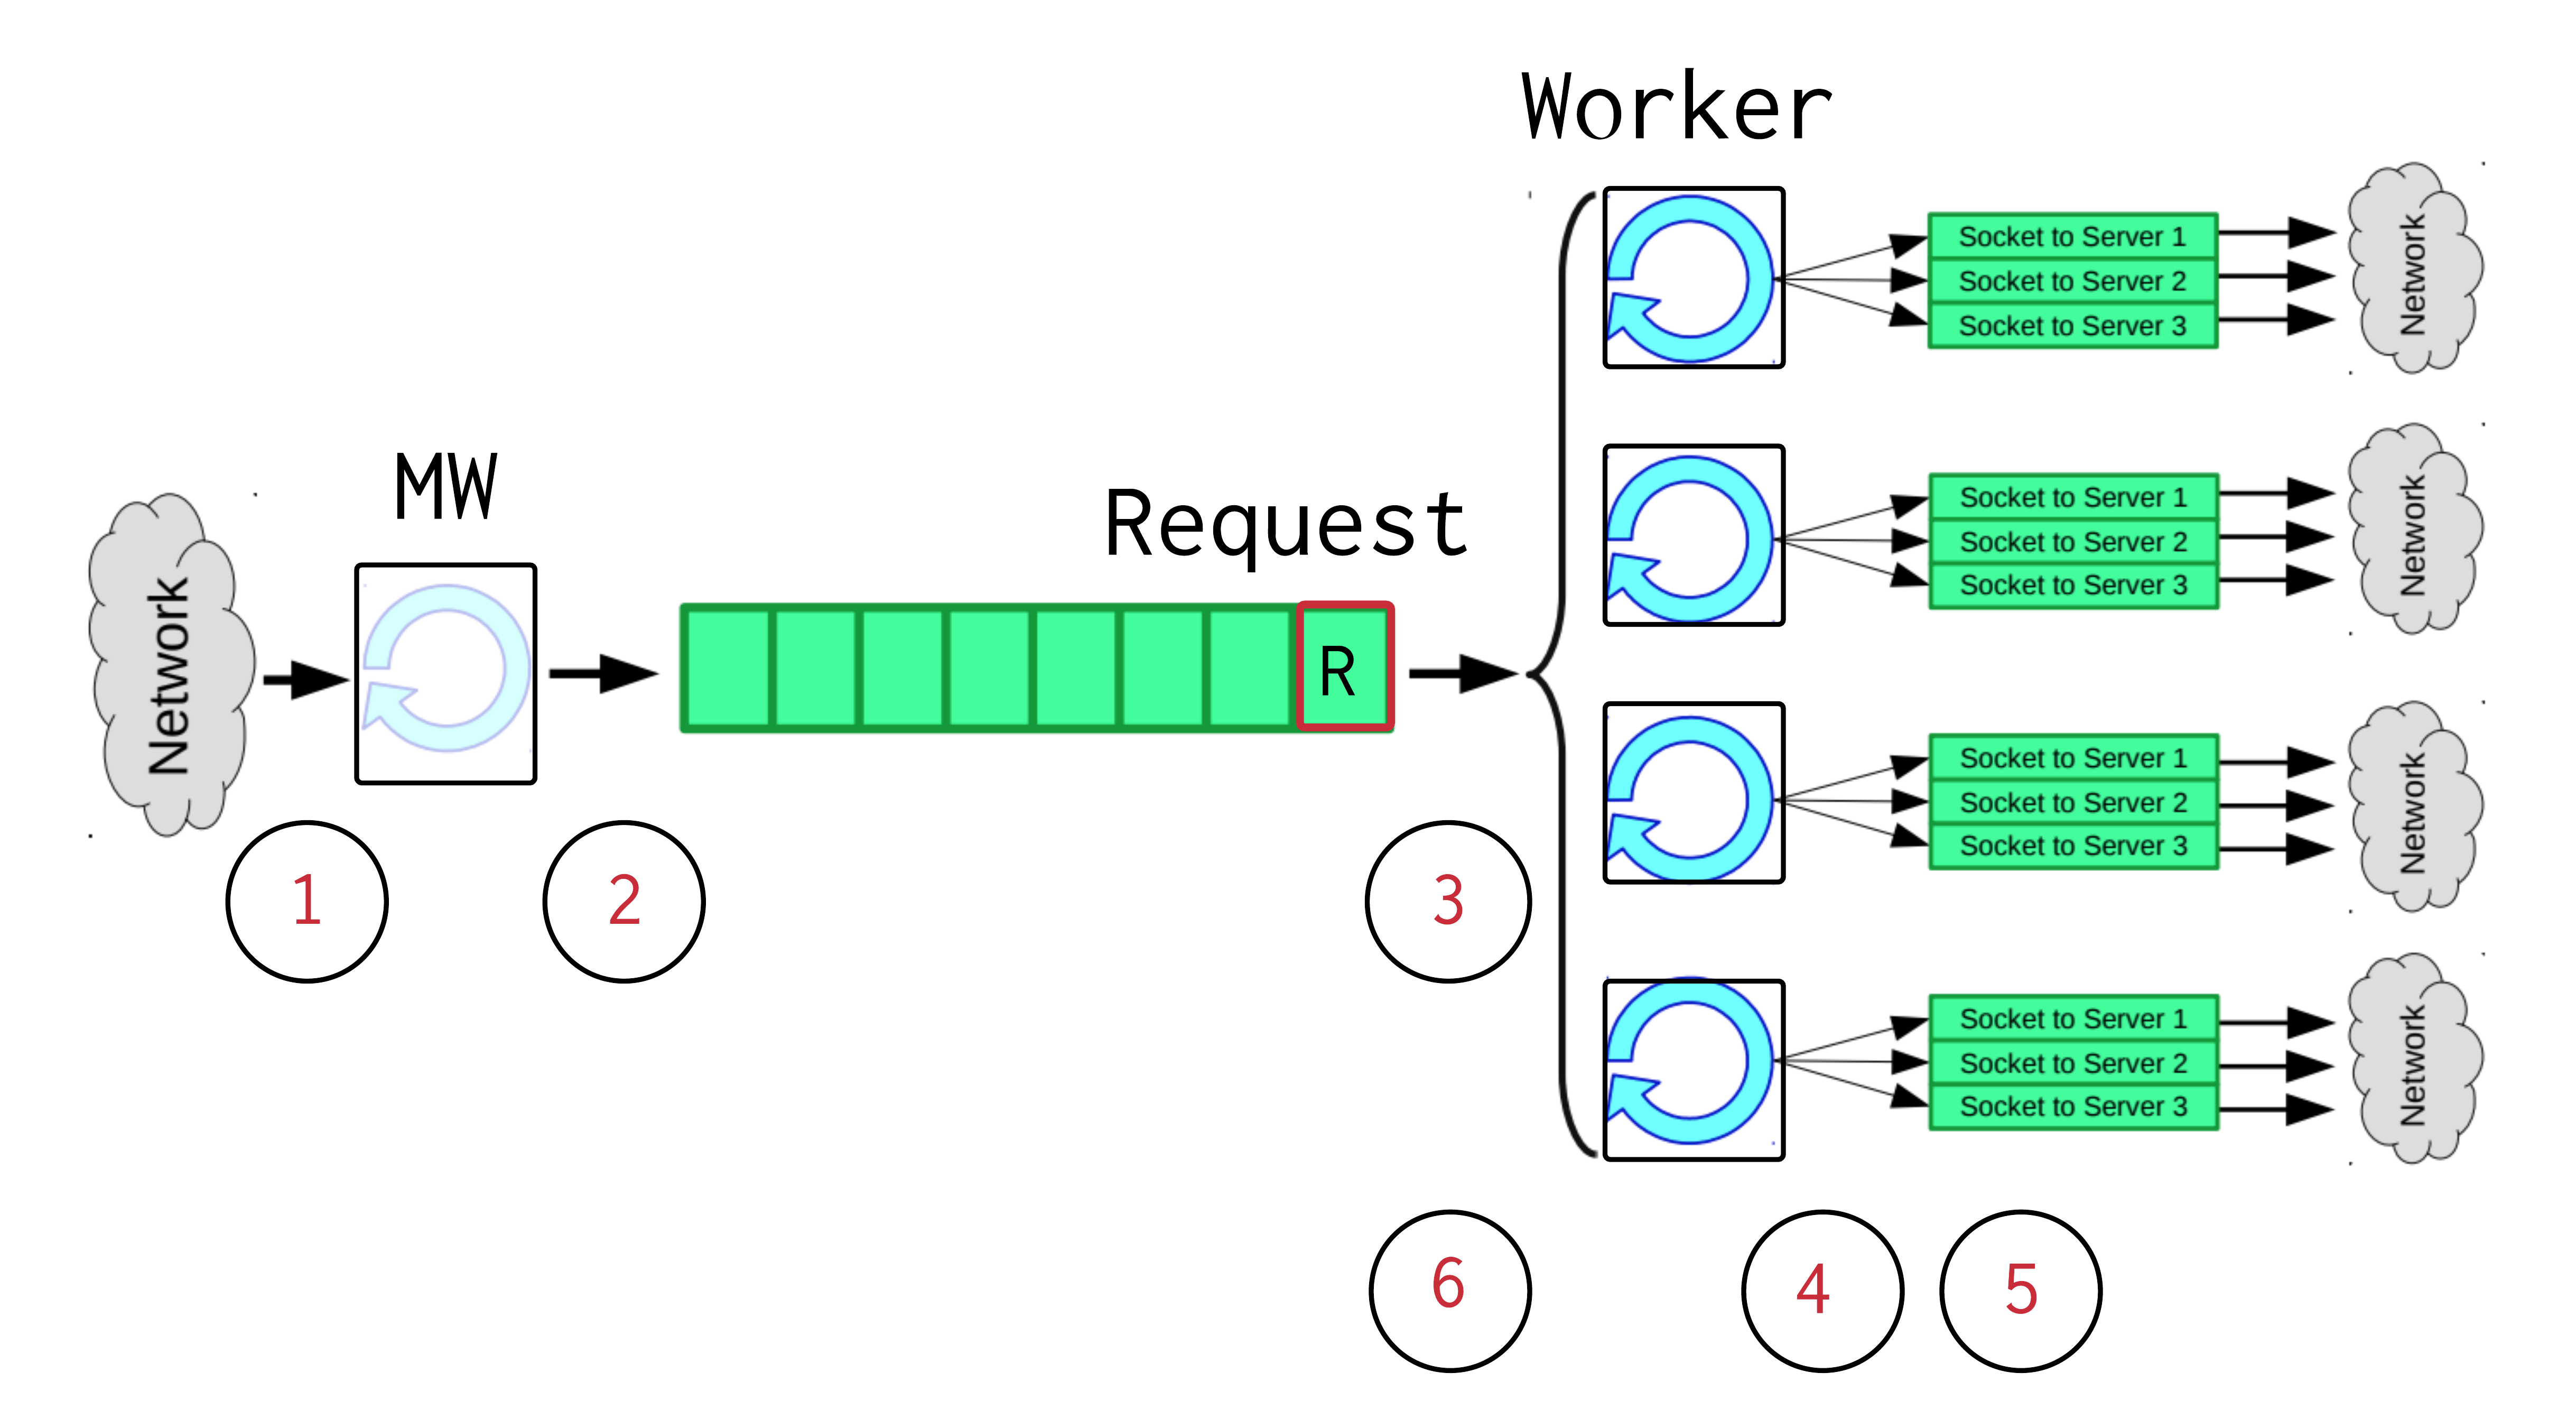 Worker
MW
Request
Network
R
Socket to Server 1
Socket to Server 2
Socket to Server 3
Network
Socket to Server 1
Socket to Server 2
Socket to Server 3
Network
Socket to Server 1
Socket to Server 2
Socket to Server 3
Network
Socket to Server 1
Socket to Server 2
Socket to Server 3
Network
1
2
3
6
4
5